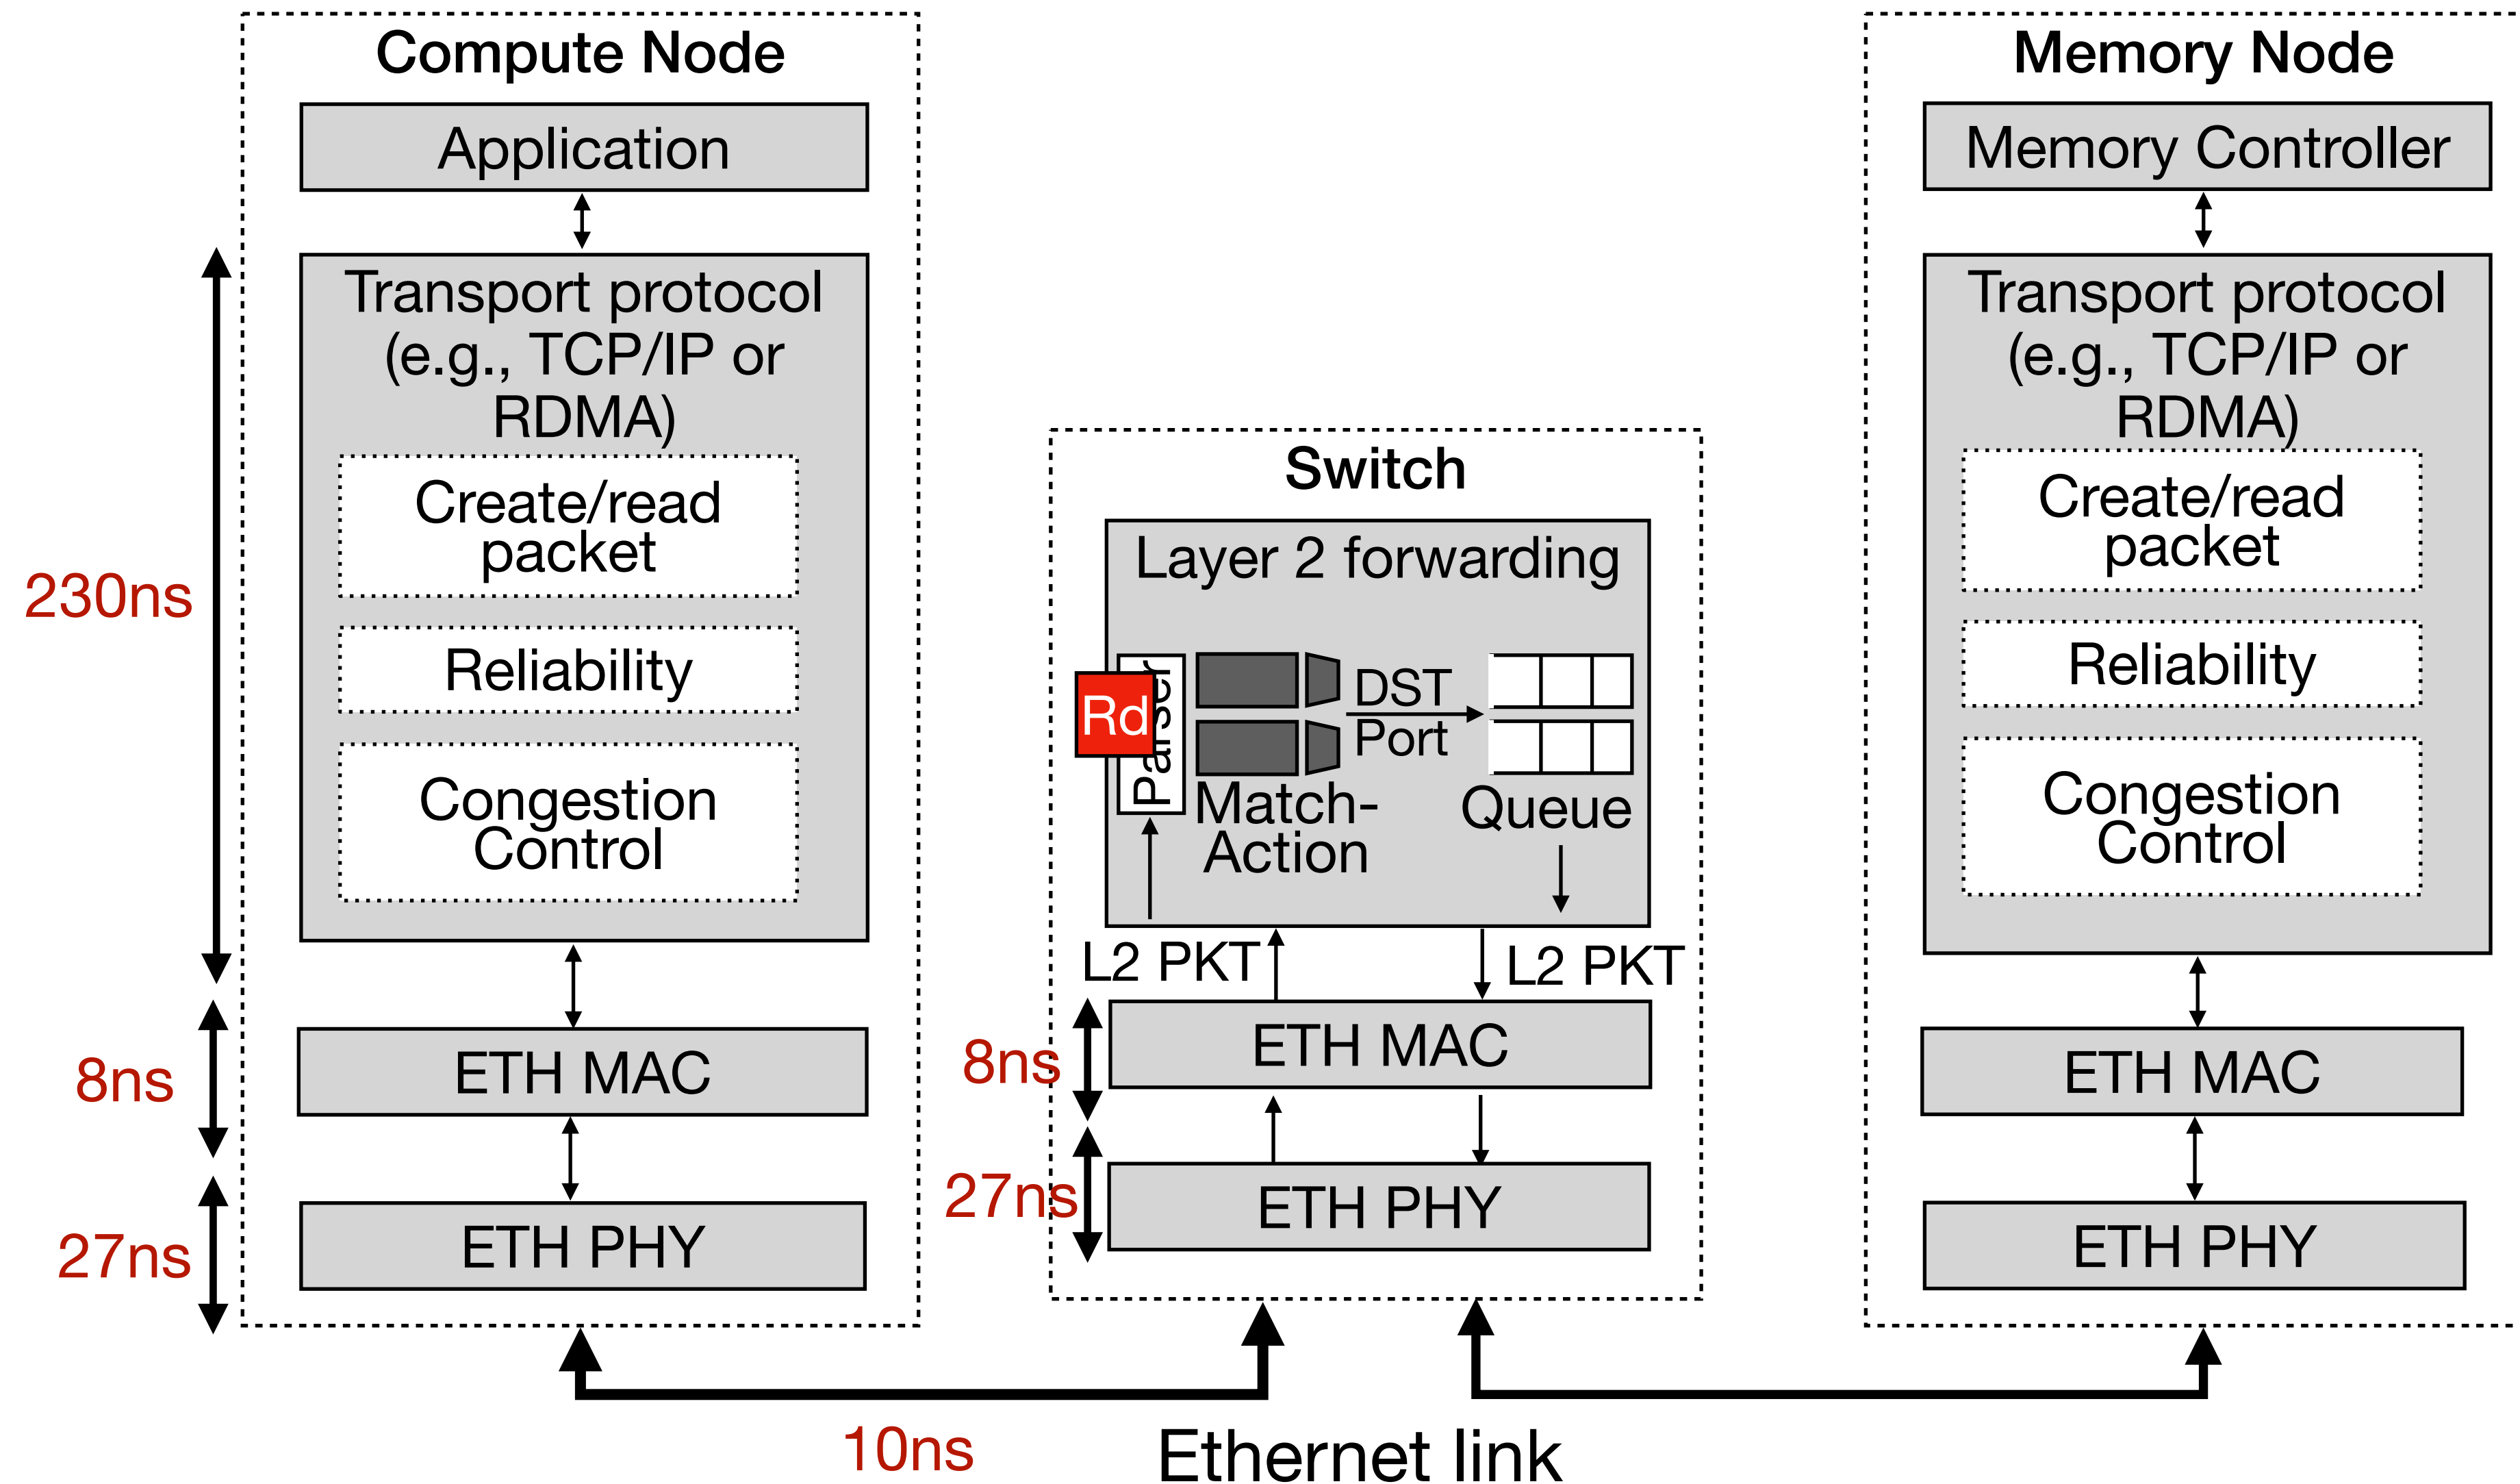 Compute Node
Application
Transport protocol
(e.g., TCP/IP or
RDMA)
Create/read
packet
Reliability
Congestion
Control
ETH MAC
ETH PHY
230ns
8ns
27ns
Switch
Layer 2 forwarding
Rd
Parser
DST
Port
Match-
Action
Queue
L2 PKT
L2 PKT
ETH MAC
ETH PHY
8ns
27ns
Memory Node
Memory Controller
Transport protocol
(e.g., TCP/IP or
RDMA)
Create/read
packet
Reliability
Congestion
Control
ETH MAC
ETH PHY
10ns
Ethernet link